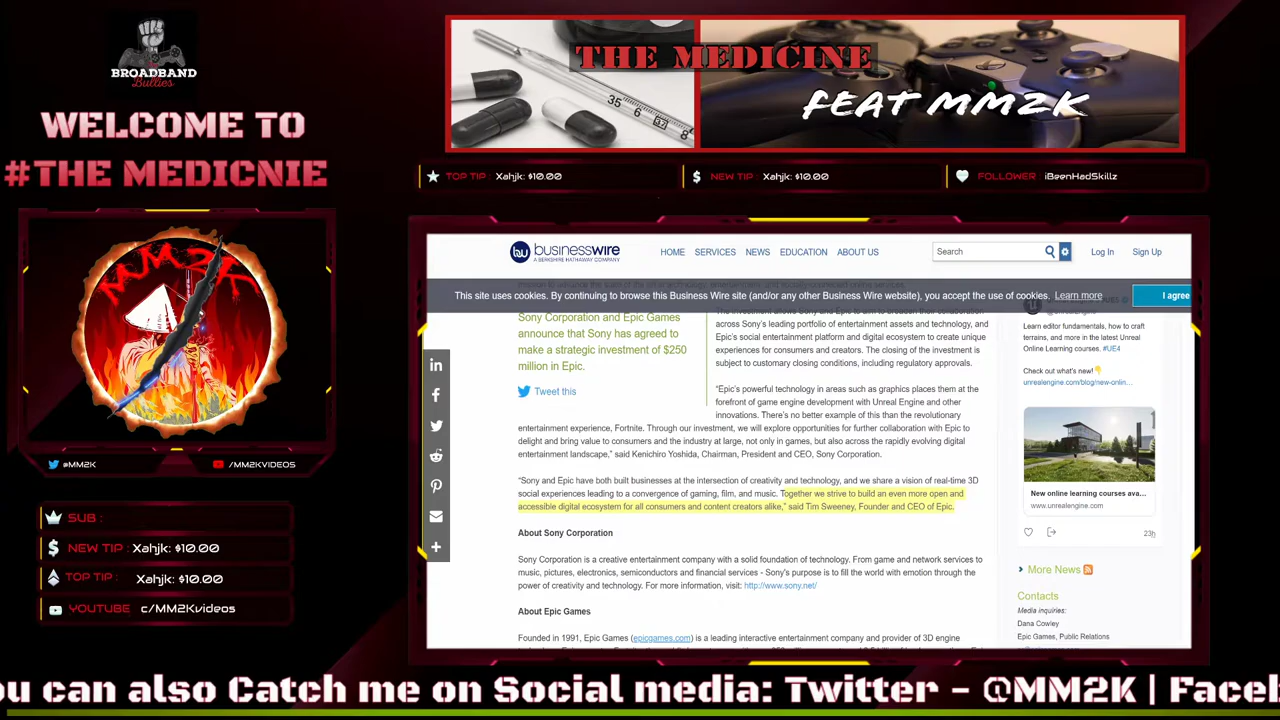 BROADBAND
Bullies
WELCOME TO
#THE MEDICNIE
MM2K
@MM2K
/MM2KVIDEOS
SUB :
NEW TIP : Xahjk: $10.00
TOP TIP : Xahjk: $10.00
YOUTUBE c/MM2Kvideos
THE MEDICINE
FEAT MM2K
35 6 37 8
TOP TIP : Xahjk: $10.00
NEW TIP : Xahjk: $10.00
FOLLOWER iBeenHadSkillz
businesswire
A BERKSHIRE HATHAWAY COMPANY
HOME SERVICES NEWS EDUCATION ABOUT US
Search
Log In Sign Up
This site uses cookies. By continuing to browse this Business Wire site (and/or any other Business Wire website), you accept the use of cookies. Learn more
I agree
Sony Corporation and Epic Games
announce that Sony has agreed to
make a strategic investment of $250
million in Epic.
Tweet this
across Sony's leading portfolio of entertainment assets and technology, and
Epic's social entertainment platform and digital ecosystem to create unique
experiences for consumers and creators. The closing of the investment is
subject to customary closing conditions, including regulatory approvals.
“Epic's powerful technology in areas such as graphics places them at the
forefront of game engine development with Unreal Engine and other
innovations. There's no better example of this than the revolutionary
entertainment experience, Fortnite. Through our investment, we will explore opportunities for further collaboration with Epic to
delight and bring value to consumers and the industry at large, not only in games, but also across the rapidly evolving digital
entertainment landscape,” said Kenichiro Yoshida, Chairman, President and CEO, Sony Corporation.
“Sony and Epic have both built businesses at the intersection of creativity and technology, and we share a vision of real-time 3D
social experiences leading to a convergence of gaming, film, and music. Together we strive to build an even more open and
accessible digital ecosystem for all consumers and content creators alike,” said Tim Sweeney, Founder and CEO of Epic.
About Sony Corporation
Sony Corporation is a creative entertainment company with a solid foundation of technology. From game and network services to
music, pictures, electronics, semiconductors and financial services - Sony's purpose is to fill the world with emotion through the
power of creativity and technology. For more information, visit: http://www.sony.net/
About Epic Games
Founded in 1991, Epic Games (epicgames.com) is a leading interactive entertainment company and provider of 3D engine
Learn editor fundamentals, how to craft
terrains, and more in the latest Unreal
Online Learning courses. #UE4
Check out what's new!👇
unrealengine.com/blog/new-onlin…
New online learning courses ava...
www.unrealengine.com
23h
More News
Contacts
Media inquiries:
Dana Cowley
Epic Games, Public Relations
ou can also Catch me on Social media: Twitter - @MM2K | Faceb